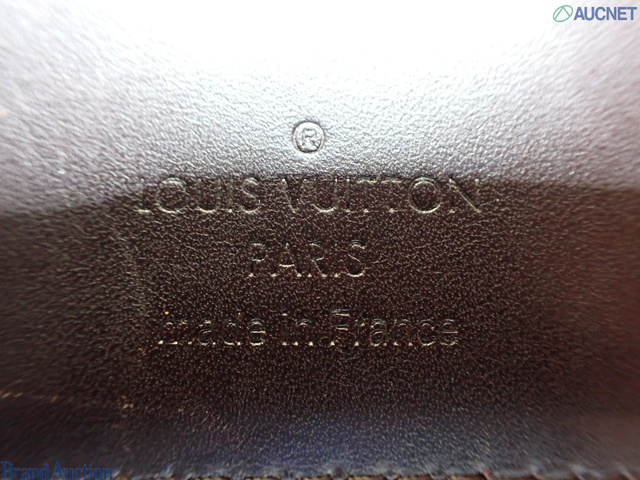 AUCNET
®
LOUIS VUITTON
PARIS
made in France
Brand Auction